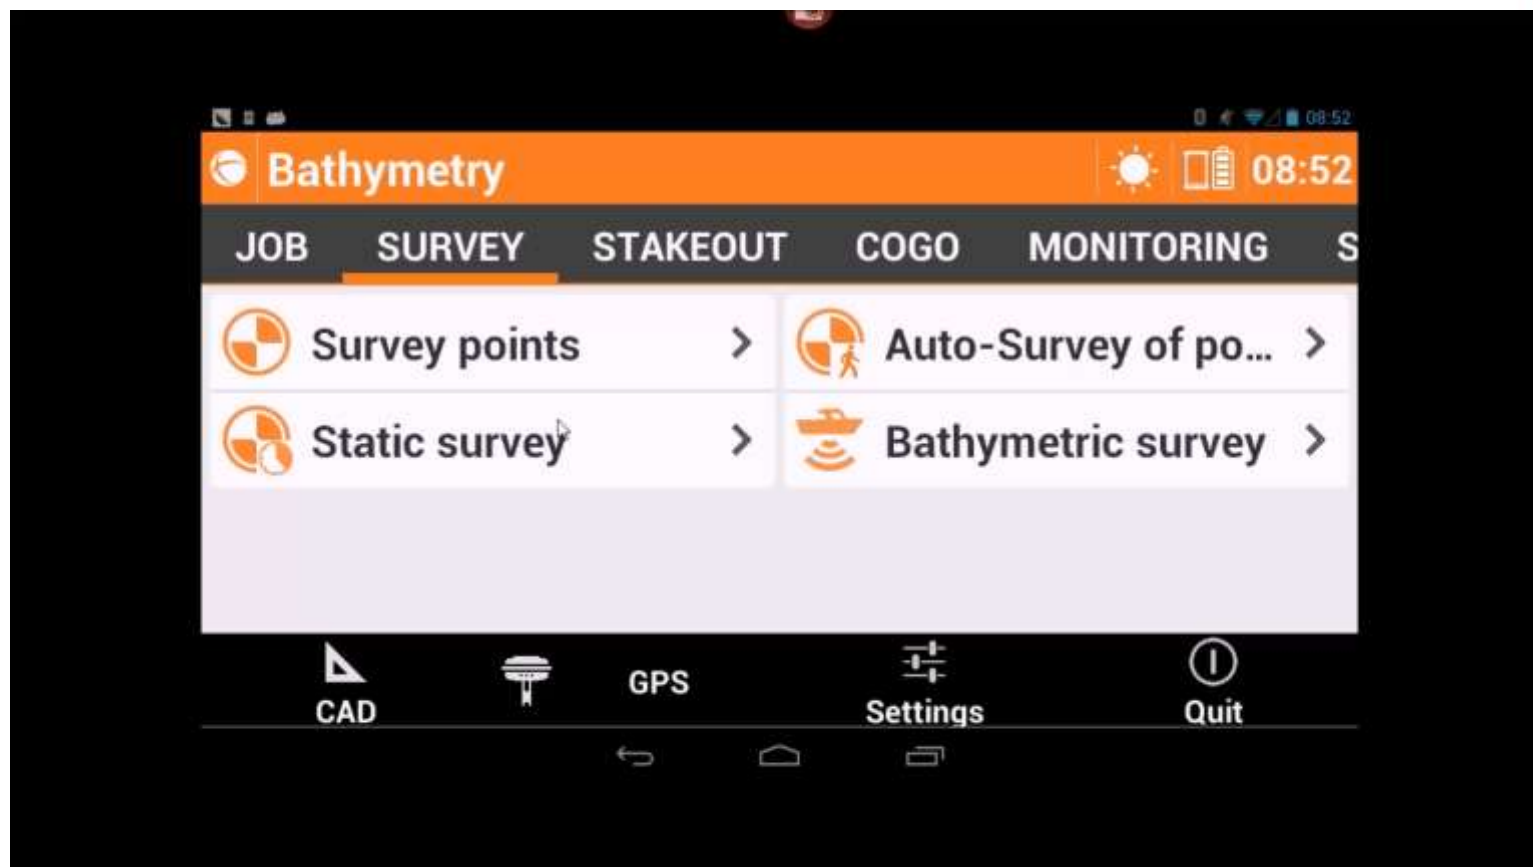 08:52
Bathymetry 08:52
JOB SURVEY STAKEOUT COGO MONITORING S
Survey points
Auto-Survey of po...
Static survey
Bathymetric survey
CAD GPS Settings Quit